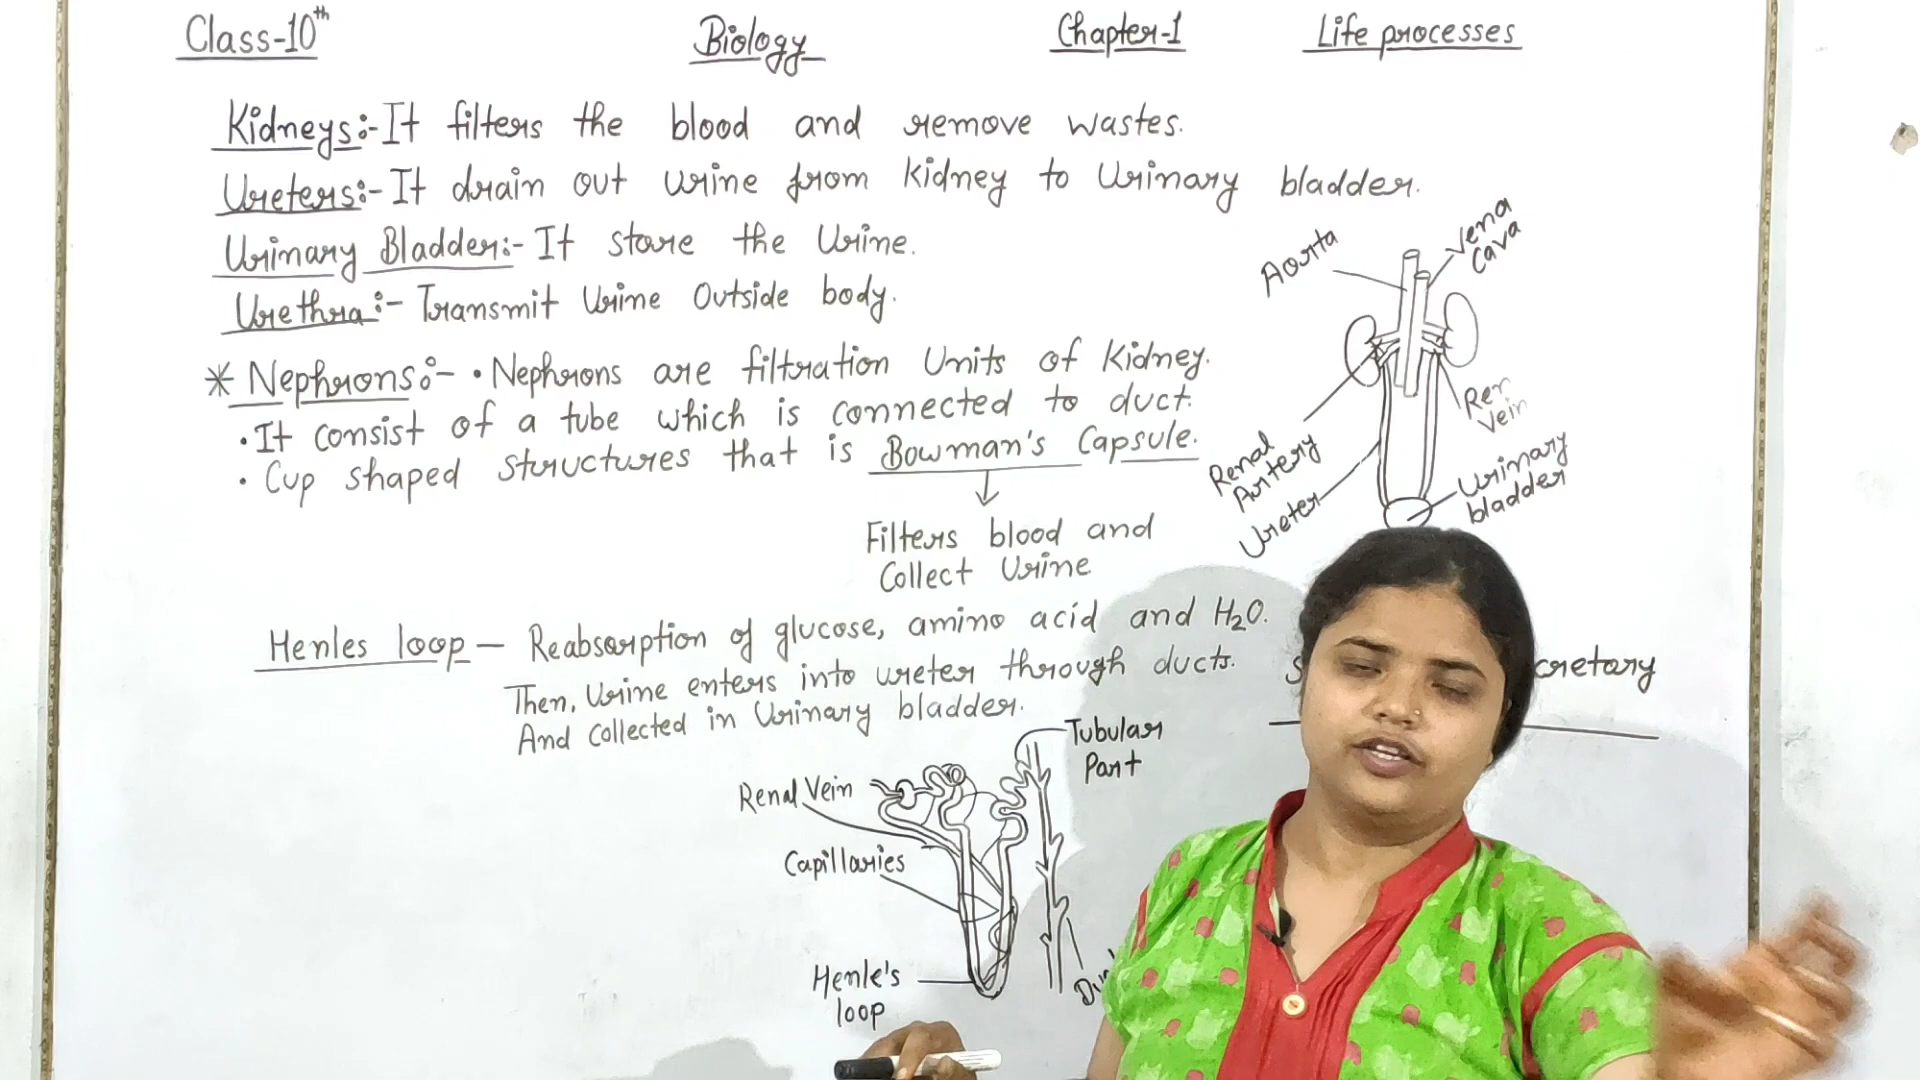 Class-10th Biology Chapter-1 Life processes
Kidneys:- It filters the blood and remove wastes.
Ureters:- It drain out urine from kidney to Urinary bladder.
Urinary Bladder:- It store the Urine.
Urethra:- Transmit Urine Outside body.
* Nephrons:- • Nephrons are filtration Units of Kidney.
• It consist of a tube which is connected to duct.
• Cup shaped structures that is Bowman's Capsule.
Filters blood and
Collect Urine
Henles loop — Reabsorption of glucose, amino acid and H2O.
Then, Urine enters into ureter through ducts.
And collected in Urinary bladder.
Aorta
Vena
Cava
Renal
Artery
Vein
Ureter
Urinary
bladder
Tubular
Part
Renal Vein
Capillaries
Henle's
loop